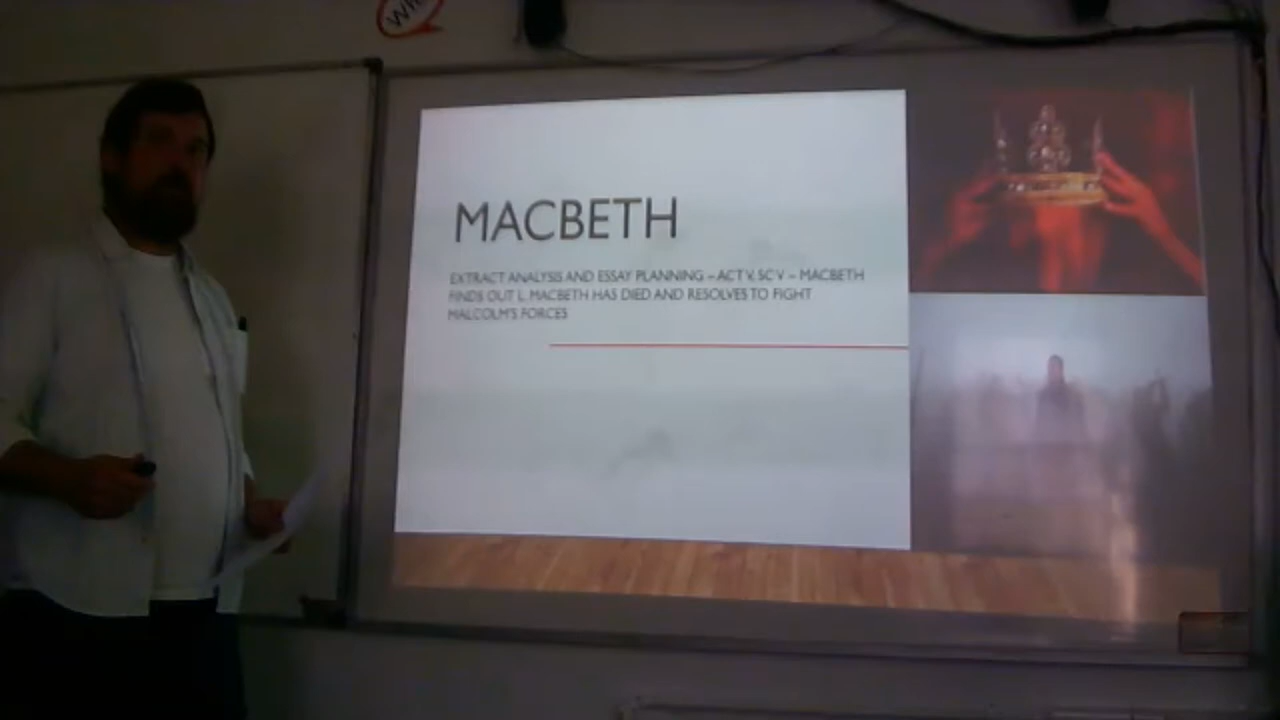 MACBETH
EXTRACT ANALYSIS AND ESSAY PLANNING – ACT V, SC V – MACBETH
FINDS OUT L. MACBETH HAS DIED AND RESOLVES TO FIGHT
MALCOLM'S FORCES